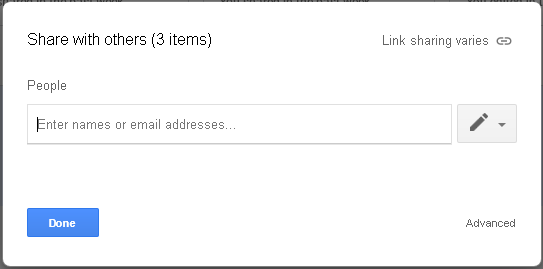 Share with others (3 items)
Link sharing varies
People
Enter names or email addresses...
Done
Advanced